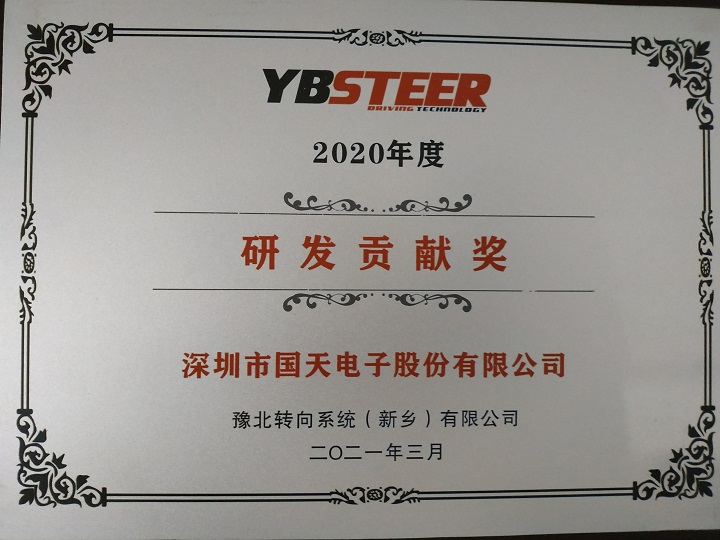 YBSTEER
DRIVING TECHNOLOGY
2020年度
研发贡献奖
深圳市国天电子股份有限公司
豫北转向系统（新乡）有限公司
二〇二一年三月